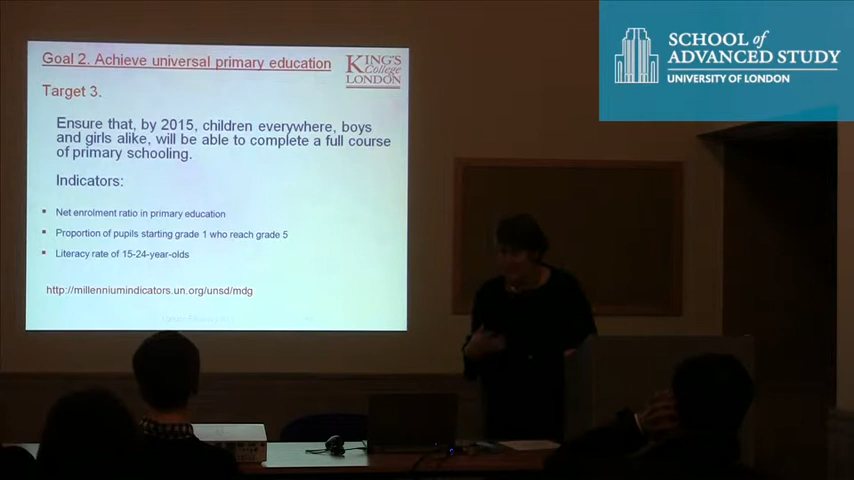 Goal 2. Achieve universal primary education
KING'S
College
LONDON
Target 3.
Ensure that, by 2015, children everywhere, boys
and girls alike, will be able to complete a full course
of primary schooling.
Indicators:
▪ Net enrolment ratio in primary education
▪ Proportion of pupils starting grade 1 who reach grade 5
▪ Literacy rate of 15-24-year-olds
http://millenniumindicators.un.org/unsd/mdg
SCHOOL of
ADVANCED STUDY
UNIVERSITY OF LONDON